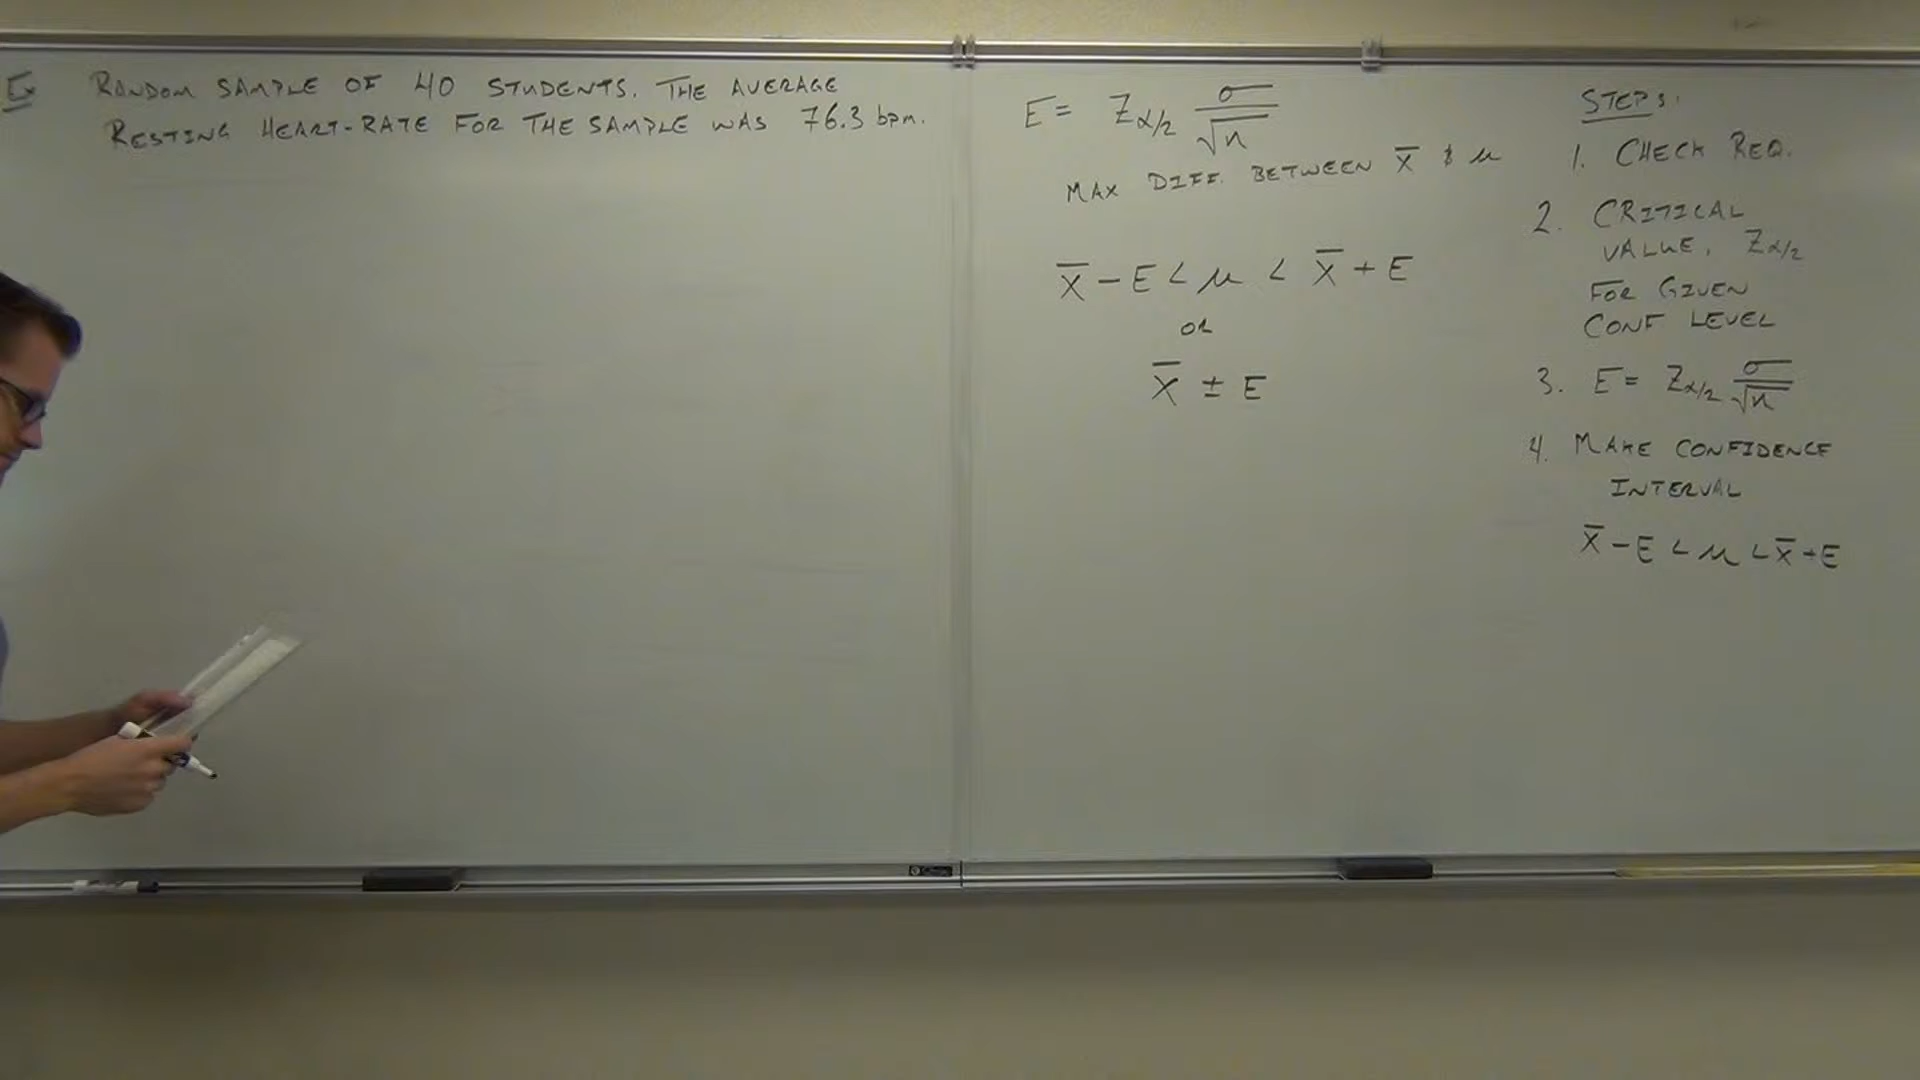 Ex RANDOM SAMPLE OF 40 STUDENTS. THE AVERAGE
RESTING HEART-RATE FOR THE SAMPLE WAS 76.3 bpm.
E = Zα/2 σ/√n
MAX DIFF. BETWEEN x̄ & μ
x̄ - E < μ < x̄ + E
OR
x̄ ± E
STEPS:
1. CHECK REQ.
2. CRITICAL
VALUE, Zα/2
FOR GIVEN
CONF LEVEL
3. E = Zα/2 σ/√n
4. MAKE CONFIDENCE
INTERVAL
x̄ - E < μ < x̄ + E